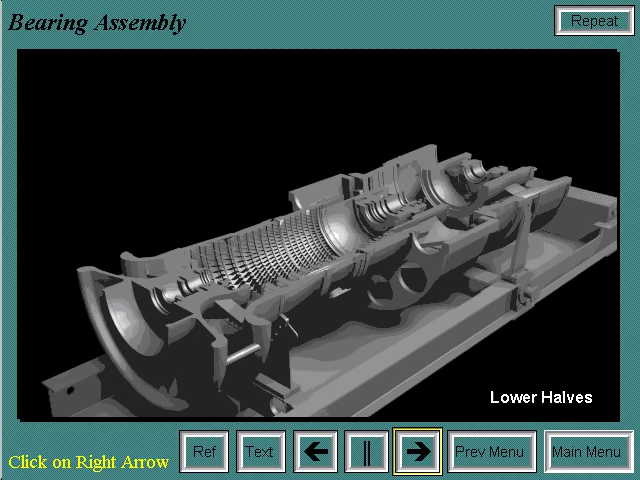 Bearing Assembly
Repeat
Lower Halves
Click on Right Arrow
Ref
Text
Prev Menu
Main Menu